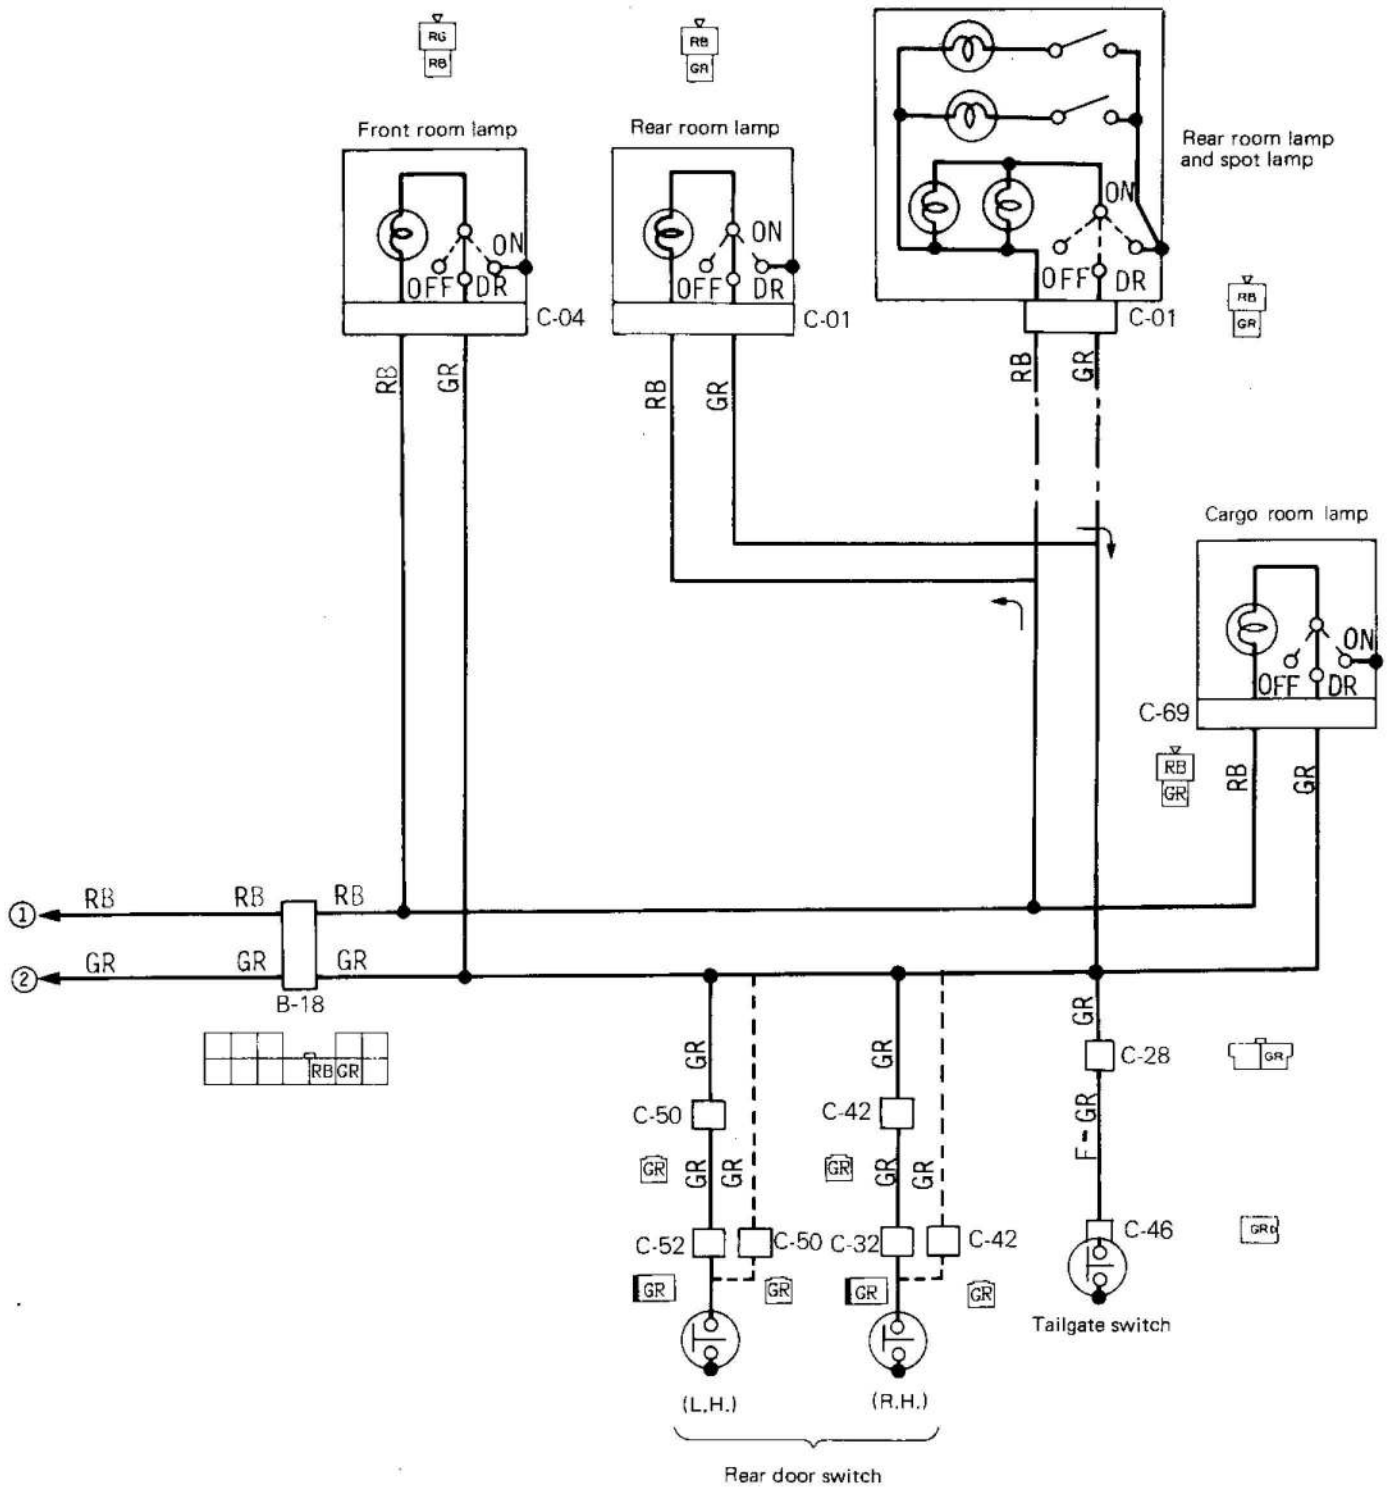 RG
RB
RB
GR
Front room lamp
Rear room lamp
Rear room lamp
and spot lamp
ON
OFF
DR
C-04
ON
OFF
DR
C-01
ON
OFF
DR
C-01
RB
GR
RB
GR
RB
GR
RB
GR
Cargo room lamp
ON
OFF
DR
C-69
RB
GR
RB
GR
1
RB
RB
RB
2
GR
GR
GR
B-18
RB
GR
GR
GR
GR
C-28
GR
C-50
C-42
F-GR
GR
GR
GR
GR
GR
GR
C-52
C-50
C-32
C-42
C-46
GR
GR
GR
GR
GR
Tailgate switch
(L.H.)
(R.H.)
Rear door switch